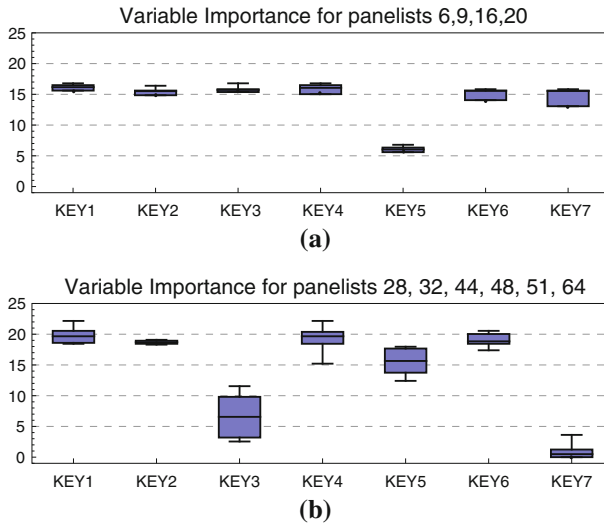 Variable Importance for panelists 6,9,16,20
25
20
15
10
5
0
KEY1 KEY2 KEY3 KEY4 KEY5 KEY6 KEY7
(a)
Variable Importance for panelists 28, 32, 44, 48, 51, 64
25
20
15
10
5
0
KEY1 KEY2 KEY3 KEY4 KEY5 KEY6 KEY7
(b)